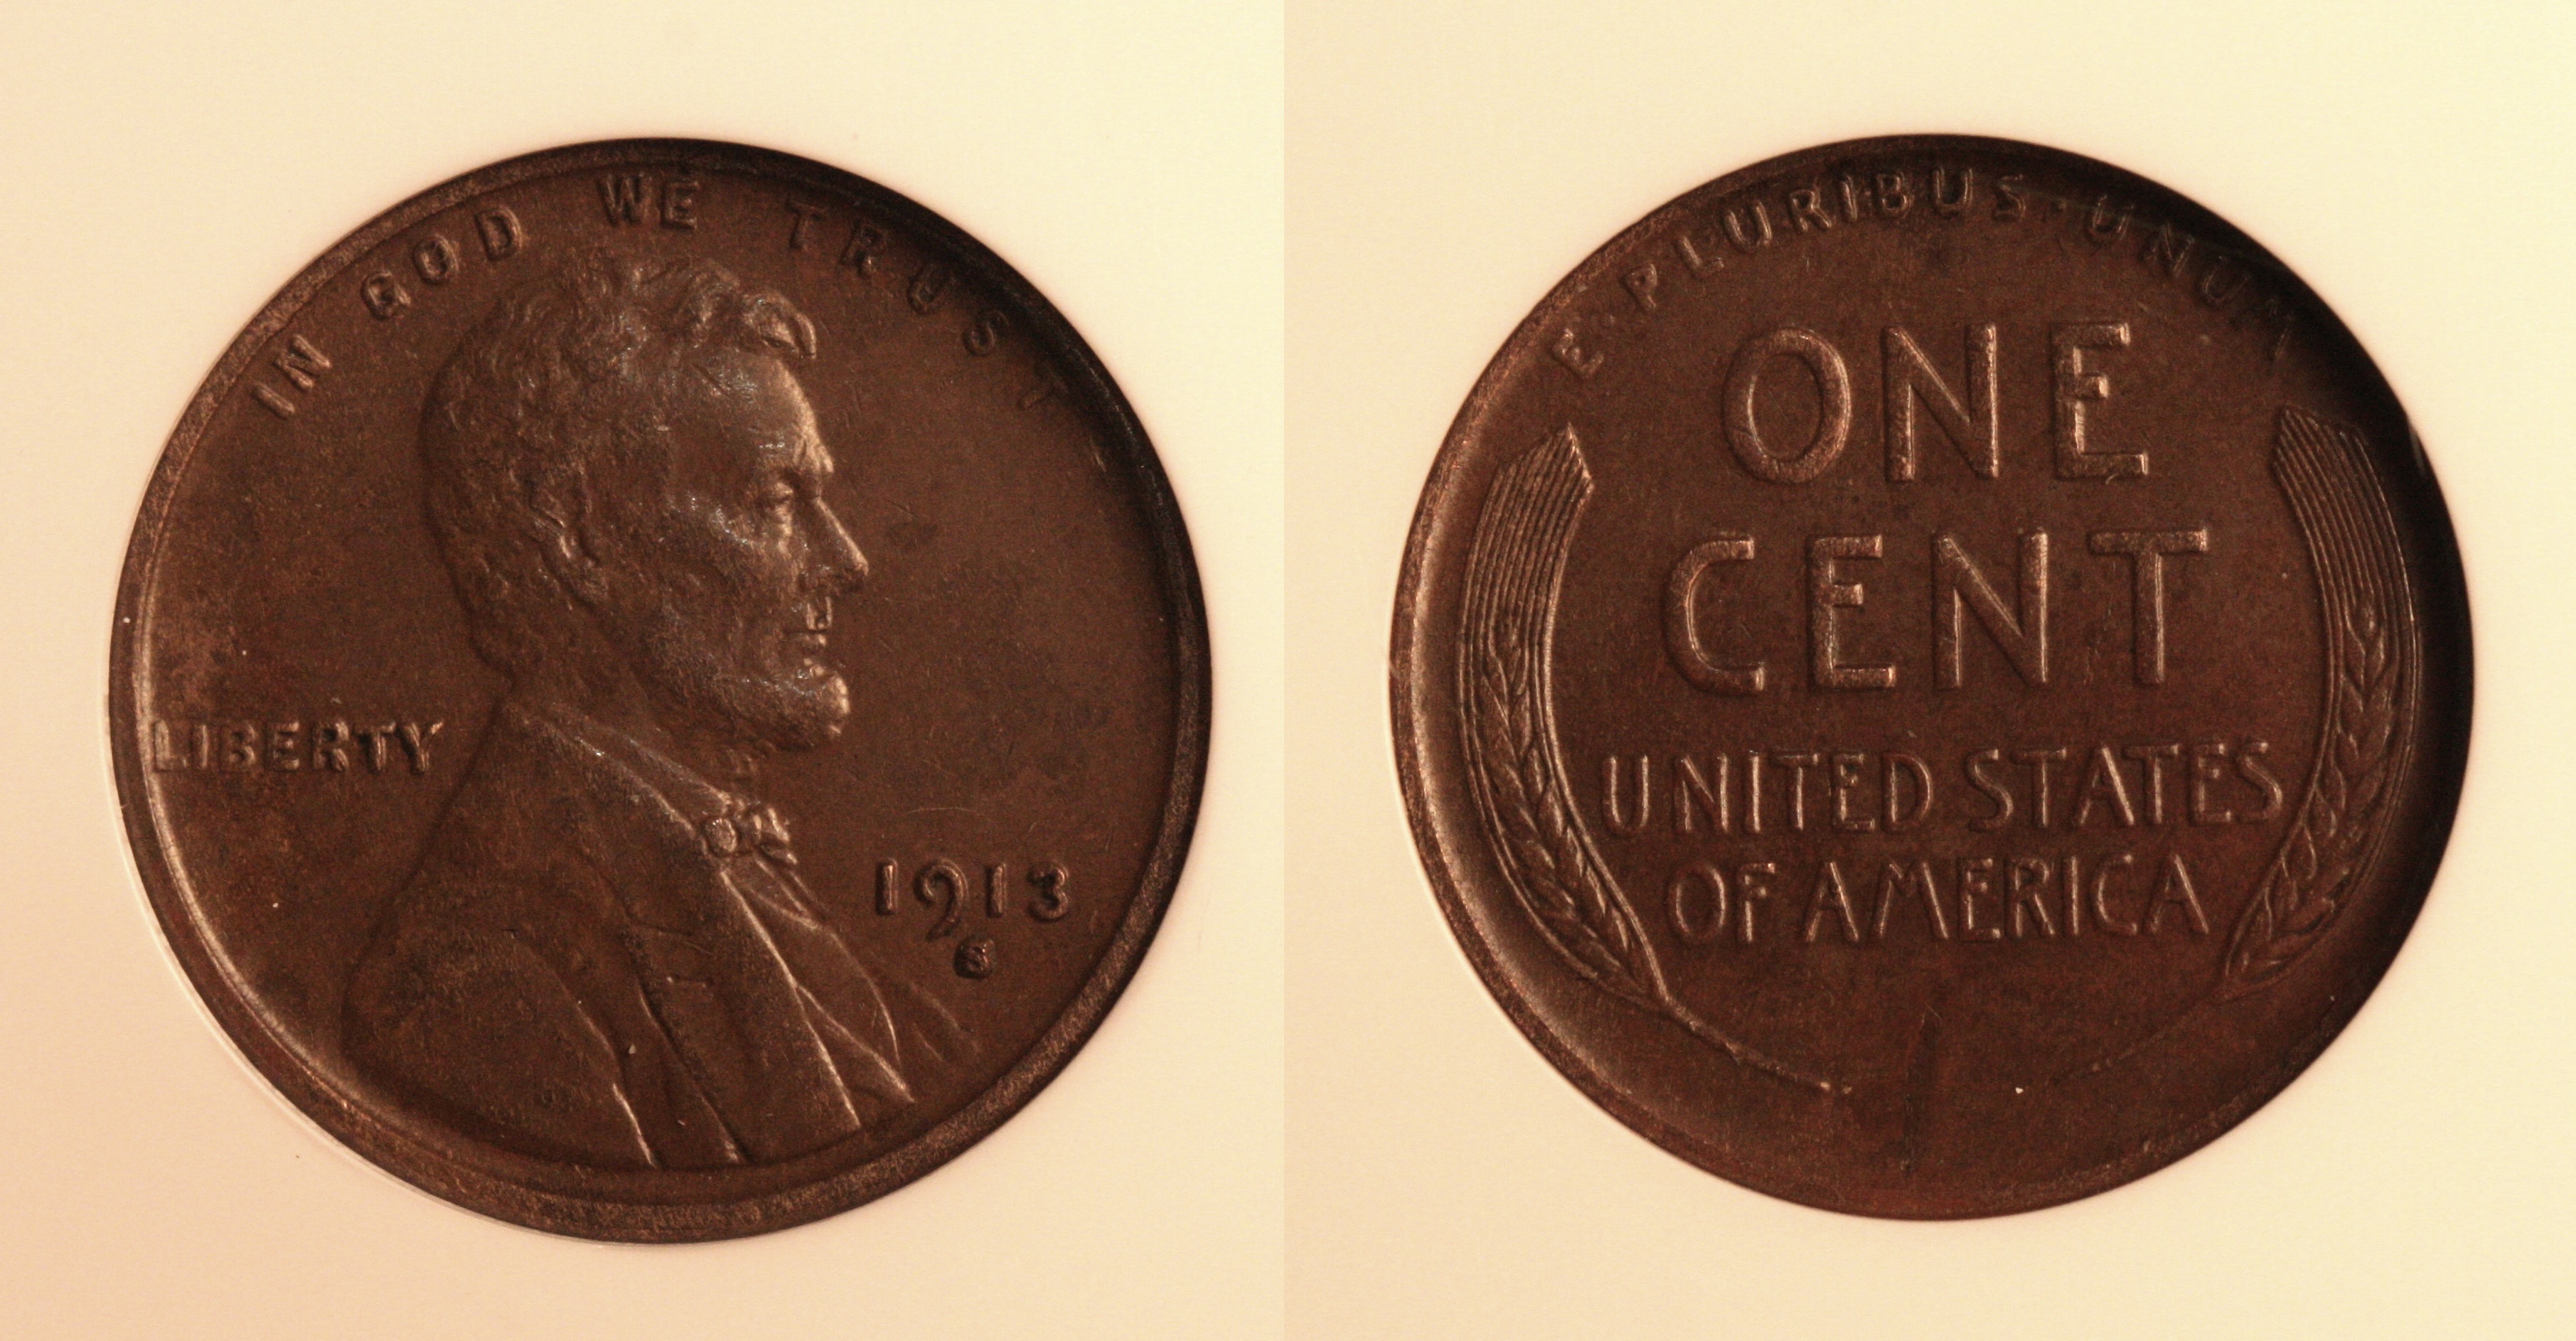 IN GOD WE TRUST
LIBERTY
1913
S
E·PLURIBUS·UNUM
ONE
CENT
UNITED STATES
OF AMERICA